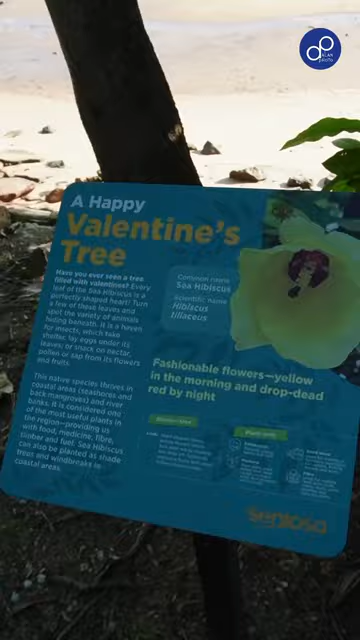 A Happy
Valentine's
Tree
Have you ever seen a tree
filled with valentines? Every
leaf of the Sea Hibiscus is a
perfectly shaped heart! Turn
a few of these leaves and
spot the variety of animals
hiding beneath. It is a haven
for insects, which take
shelter, lay eggs under its
leaves, or snack on nectar,
pollen or sap from its flowers
and fruits.
This native species thrives in
coastal areas (seashores and
back mangroves) and river
banks. It is considered one
of the most useful plants in
the region—providing us
with food, medicine, fibre,
timber and fuel. Sea Hibiscus
can also be planted as shade
trees and windbreaks in
coastal areas.
Common name
Sea Hibiscus
Scientific name
Hibiscus
tiliaceus
Fashionable flowers—yellow
in the morning and drop-dead
red by night
sentosa